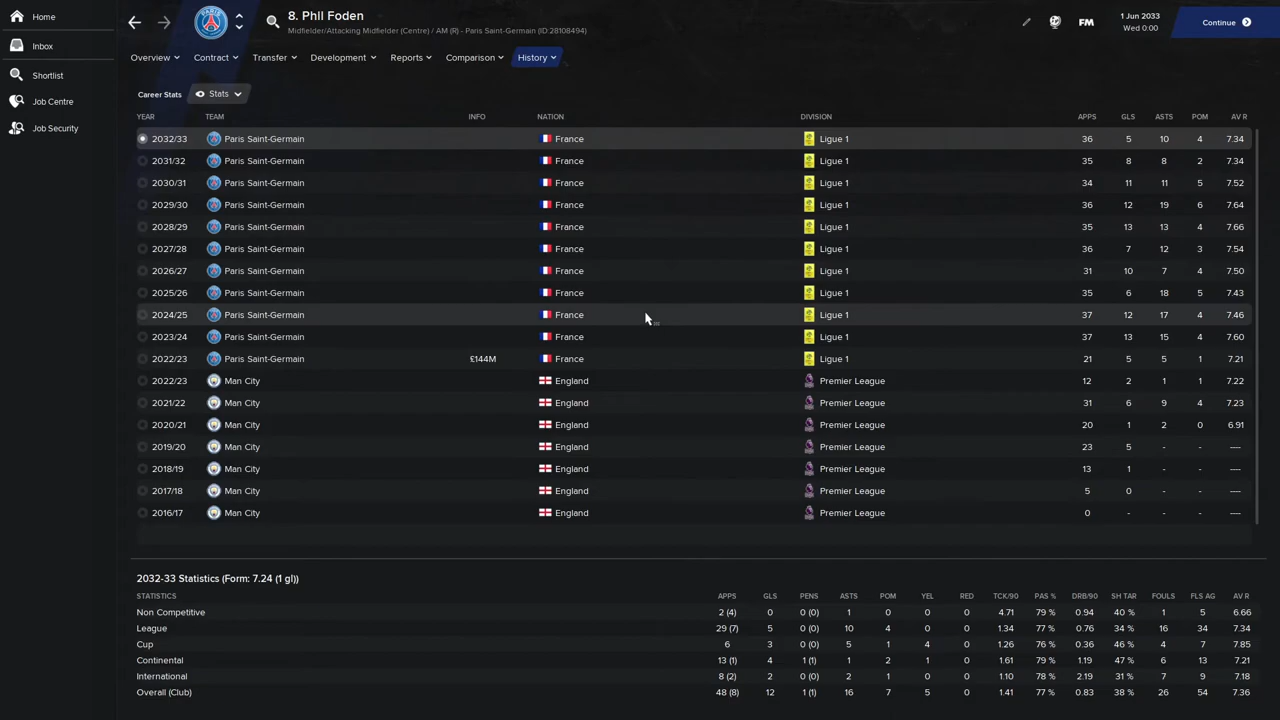 Home
Inbox
Shortlist
Job Centre
Job Security
8. Phil Foden
Midfielder/Attacking Midfielder (Centre) / AM (R) - Paris Saint-Germain (ID:28108494)
FM
1 Jun 2033
Wed 0:00
Continue
Overview Contract Transfer Development Reports Comparison History
Career Stats Stats
YEAR TEAM INFO NATION DIVISION APPS GLS ASTS POM AV R
2032/33 Paris Saint-Germain France Ligue 1 36 5 10 4 7.34
2031/32 Paris Saint-Germain France Ligue 1 35 8 8 2 7.34
2030/31 Paris Saint-Germain France Ligue 1 34 11 11 5 7.52
2029/30 Paris Saint-Germain France Ligue 1 36 12 19 6 7.64
2028/29 Paris Saint-Germain France Ligue 1 35 13 13 4 7.66
2027/28 Paris Saint-Germain France Ligue 1 36 7 12 3 7.54
2026/27 Paris Saint-Germain France Ligue 1 31 10 7 4 7.50
2025/26 Paris Saint-Germain France Ligue 1 35 6 18 5 7.43
2024/25 Paris Saint-Germain France Ligue 1 37 12 17 4 7.46
2023/24 Paris Saint-Germain France Ligue 1 37 13 15 4 7.60
2022/23 Paris Saint-Germain £144M France Ligue 1 21 5 5 1 7.21
2022/23 Man City England Premier League 12 2 1 1 7.22
2021/22 Man City England Premier League 31 6 9 4 7.23
2020/21 Man City England Premier League 20 1 2 0 6.91
2019/20 Man City England Premier League 23 5 - - ----
2018/19 Man City England Premier League 13 1 - - ----
2017/18 Man City England Premier League 5 0 - - ----
2016/17 Man City England Premier League 0 - - - ----
2032-33 Statistics (Form: 7.24 (1 gl))
STATISTICS APPS GLS PENS ASTS POM YEL RED TCK/90 PAS % DRB/90 SH TAR FOULS FLS AG AV R
Non Competitive 2 (4) 0 0 (0) 1 0 0 0 4.71 79 % 0.94 40 % 1 5 6.66
League 29 (7) 5 0 (0) 10 4 0 0 1.34 77 % 0.76 34 % 16 34 7.34
Cup 6 3 0 (0) 5 1 4 0 1.26 76 % 0.36 46 % 4 7 7.85
Continental 13 (1) 4 1 (1) 1 2 1 0 1.61 79 % 1.19 47 % 6 13 7.21
International 8 (2) 2 0 (0) 2 1 0 0 1.10 78 % 2.19 31 % 7 9 7.18
Overall (Club) 48 (8) 12 1 (1) 16 7 5 0 1.41 77 % 0.83 38 % 26 54 7.36